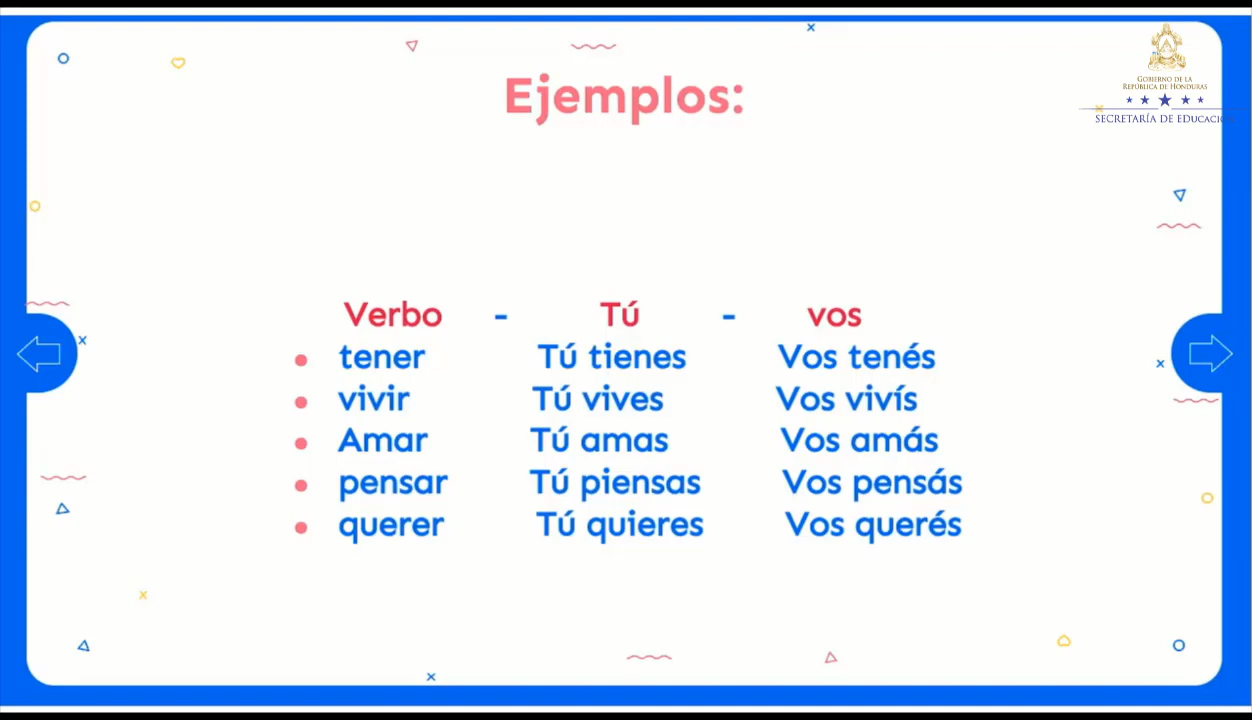 GOBIERNO DE LA
REPÚBLICA DE HONDURAS
SECRETARÍA DE EDUCACIÓN
Ejemplos:
Verbo - Tú - vos
• tener Tú tienes Vos tenés
• vivir Tú vives Vos vivís
• Amar Tú amas Vos amás
• pensar Tú piensas Vos pensás
• querer Tú quieres Vos querés